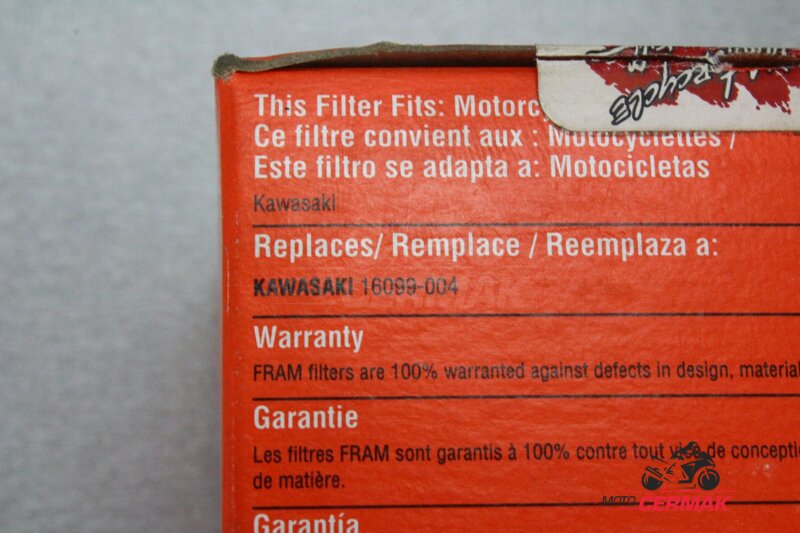 This Filter Fits: Motorc
Ce filtre convient aux : Motocyclettes /
Este filtro se adapta a: Motocicletas
Kawasaki
Replaces/ Remplace / Reemplaza a:
KAWASAKI 16099-004
Warranty
FRAM filters are 100% warranted against defects in design, material
Garantie
Les filtres FRAM sont garantis à 100% contre tout vice de conceptio
de matière.
Garantía
MOTO
CERMAK